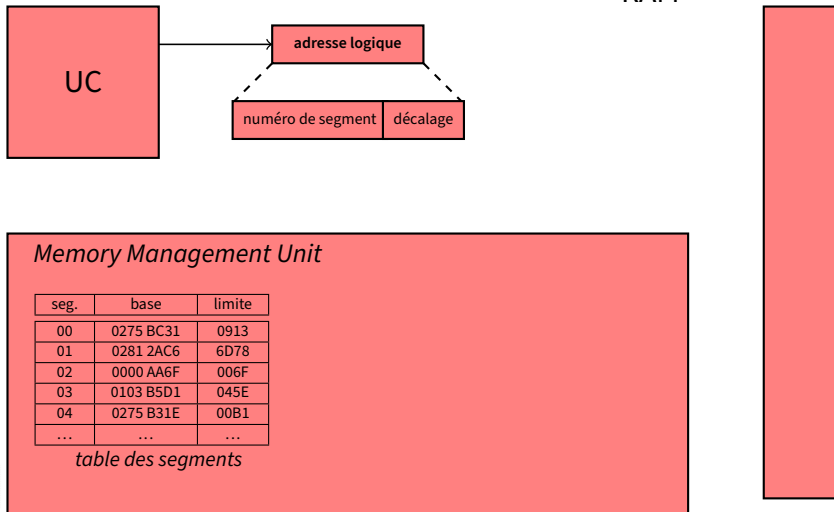 UC
adresse logique
numéro de segment décalage
Memory Management Unit
seg. base limite
00 0275 BC31 0913
01 0281 2AC6 6D78
02 0000 AA6F 006F
03 0103 B5D1 045E
04 0275 B31E 00B1
… … …
table des segments